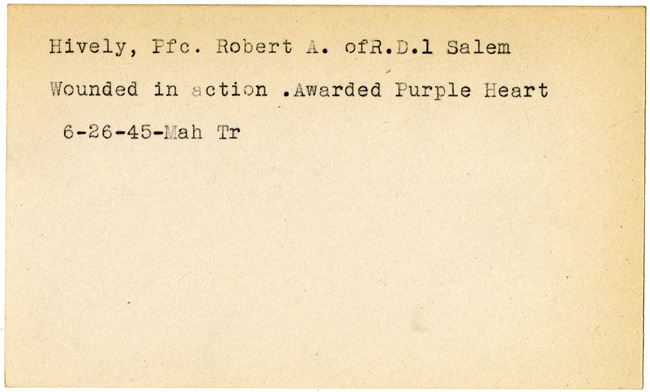 Hively, Pfc. Robert A. ofR.D.1 Salem
Wounded in action .Awarded Purple Heart
6-26-45-Mah Tr